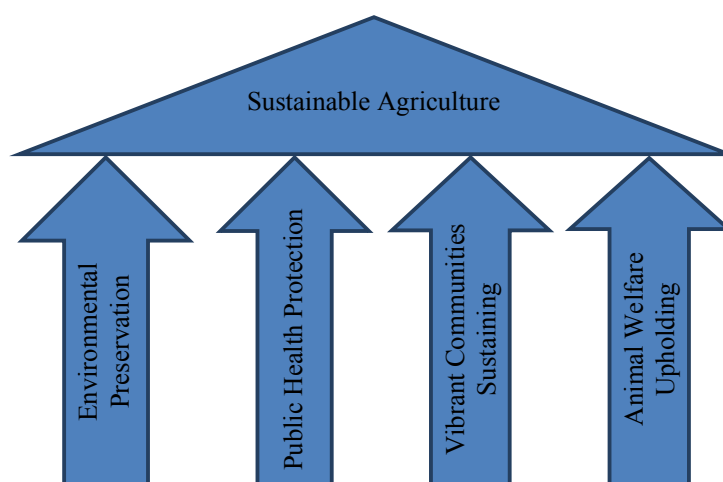 Sustainable Agriculture
Environmental
Preservation
Public Health Protection
Vibrant Communities
Sustaining
Animal Welfare
Upholding